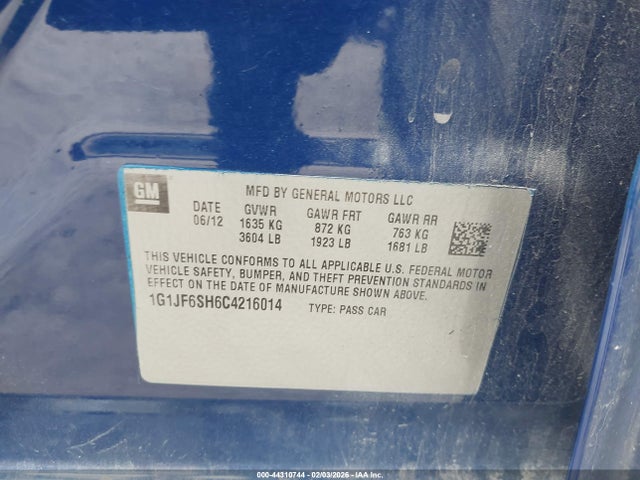 GM
MFD BY GENERAL MOTORS LLC
DATE GVWR GAWR FRT GAWR RR
06/12 1635 KG 872 KG 763 KG
3604 LB 1923 LB 1681 LB
THIS VEHICLE CONFORMS TO ALL APPLICABLE U.S. FEDERAL MOTOR
VEHICLE SAFETY, BUMPER, AND THEFT PREVENTION STANDARDS
IN EFFECT ON THE DATE OF MANUFACTURE SHOWN ABOVE.
1G1JF6SH6C4216014 TYPE: PASS CAR
000-44310744 - 02/03/2026 - IAA Inc.